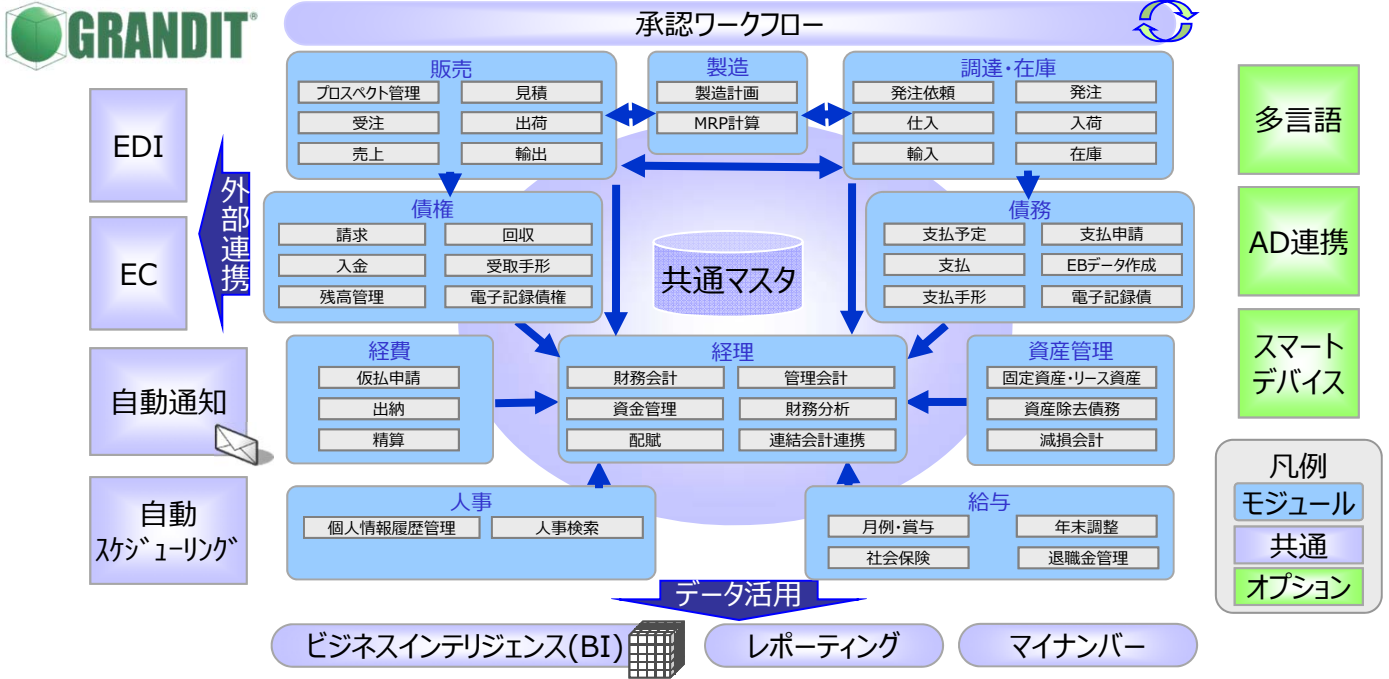 GRANDIT®
承認ワークフロー
販売
プロスペクト管理
見積
受注
出荷
売上
輸出
製造
製造計画
MRP計算
調達・在庫
発注依頼
発注
仕入
入荷
輸入
在庫
EDI
EC
外部連携
自動通知
自動
ｽｹｼﾞｭｰﾘﾝｸﾞ
債権
請求
回収
入金
受取手形
残高管理
電子記録債権
共通マスタ
債務
支払予定
支払申請
支払
EBデータ作成
支払手形
電子記録債
経費
仮払申請
出納
精算
経理
財務会計
管理会計
資金管理
財務分析
配賦
連結会計連携
資産管理
固定資産・リース資産
資産除去債務
減損会計
人事
個人情報履歴管理
人事検索
給与
月例・賞与
年末調整
社会保険
退職金管理
データ活用
ビジネスインテリジェンス(BI)
レポーティング
マイナンバー
多言語
AD連携
スマート
デバイス
凡例
モジュール
共通
オプション